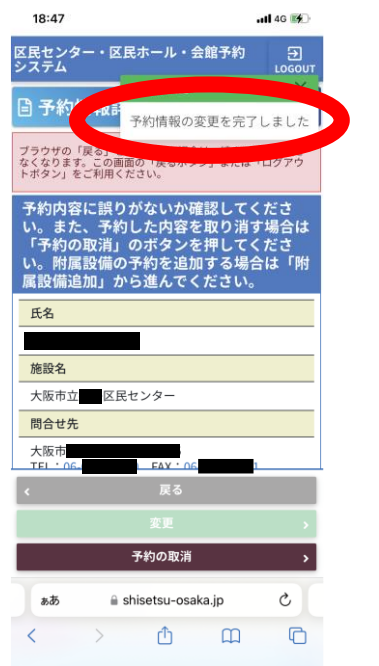 18:47
4G
区民センター・区民ホール・会館予約
システム
LOGOUT
予約
予約情報の変更を完了しました
ブラウザの「戻る」
なくなります。この画面の「戻るボタン」または「ログアウ
トボタン」をご利用ください。
予約内容に誤りがないか確認してくださ
い。また、予約した内容を取り消す場合は
「予約の取消」のボタンを押してくださ
い。附属設備の予約を追加する場合は「附
属設備追加」から進んでください。
氏名
施設名
大阪市立 区民センター
問合せ先
大阪市
TEL：06- FAX：06 1
戻る
変更
予約の取消
ああ shisetsu-osaka.jp